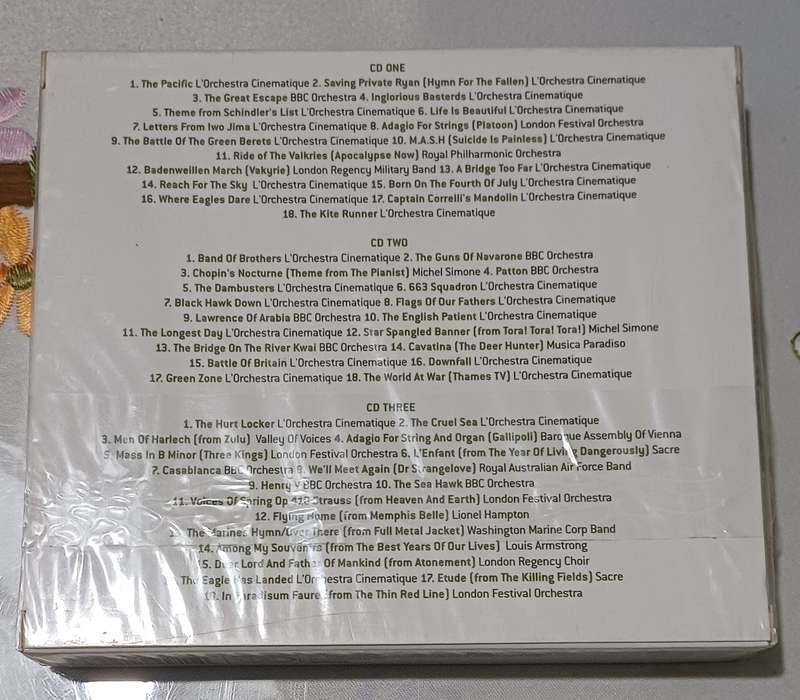 CD ONE
1. The Pacific L'Orchestra Cinematique 2. Saving Private Ryan (Hymn For The Fallen) L'Orchestra Cinematique
3. The Great Escape BBC Orchestra 4. Inglorious Basterds L'Orchestra Cinematique
5. Theme from Schindler's List L'Orchestra Cinematique 6. Life Is Beautiful L'Orchestra Cinematique
7. Letters From Iwo Jima L'Orchestra Cinematique 8. Adagio For Strings (Platoon) London Festival Orchestra
9. The Battle Of The Green Berets L'Orchestra Cinematique 10. M.A.S.H (Suicide Is Painless) L'Orchestra Cinematique
11. Ride of The Valkries (Apocalypse Now) Royal Philharmonic Orchestra
12. Badenweillen March (Vakyrie) London Regency Military Band 13. A Bridge Too Far L'Orchestra Cinematique
14. Reach For The Sky L'Orchestra Cinematique 15. Born On The Fourth Of July L'Orchestra Cinematique
16. Where Eagles Dare L'Orchestra Cinematique 17. Captain Correlli's Mandolin L'Orchestra Cinematique
18. The Kite Runner L'Orchestra Cinematique
CD TWO
1. Band Of Brothers L'Orchestra Cinematique 2. The Guns Of Navarone BBC Orchestra
3. Chopin's Nocturne (Theme from The Pianist) Michel Simone 4. Patton BBC Orchestra
5. The Dambusters L'Orchestra Cinematique 6. 663 Squadron L'Orchestra Cinematique
7. Black Hawk Down L'Orchestra Cinematique 8. Flags Of Our Fathers L'Orchestra Cinematique
9. Lawrence Of Arabia BBC Orchestra 10. The English Patient L'Orchestra Cinematique
11. The Longest Day L'Orchestra Cinematique 12. Star Spangled Banner (from Tora! Tora! Tora!) Michel Simone
13. The Bridge On The River Kwai BBC Orchestra 14. Cavatina (The Deer Hunter) Musica Paradiso
15. Battle Of Britain L'Orchestra Cinematique 16. Downfall L'Orchestra Cinematique
17. Green Zone L'Orchestra Cinematique 18. The World At War (Thames TV) L'Orchestra Cinematique
CD THREE
1. The Hurt Locker L'Orchestra Cinematique 2. The Cruel Sea L'Orchestra Cinematique
3. Men Of Harlech (from Zulu) Valley Of Voices 4. Adagio For String And Organ (Gallipoli) Baroque Assembly Of Vienna
5. Mass In B Minor (Three Kings) London Festival Orchestra 6. L'Enfant (from The Year Of Living Dangerously) Sacre
7. Casablanca BBC Orchestra 8. We'll Meet Again (Dr Strangelove) Royal Australian Air Force Band
9. Henry V BBC Orchestra 10. The Sea Hawk BBC Orchestra
11. Voices Of Spring Op 410 Strauss (from Heaven And Earth) London Festival Orchestra
12. Flying Home (from Memphis Belle) Lionel Hampton
The Marines Hymn/Over There (from Full Metal Jacket) Washington Marine Corp Band
14. Among My Souvenirs (from The Best Years Of Our Lives) Louis Armstrong
15. Dear Lord And Father Of Mankind (from Atonement) London Regency Choir
The Eagle Has Landed L'Orchestra Cinematique 17. Etude (from The Killing Fields) Sacre
18. In Paradisum Faure (from The Thin Red Line) London Festival Orchestra